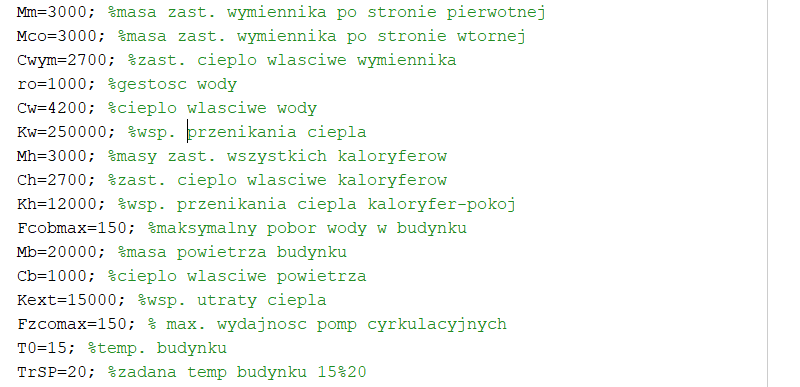 Mm=3000; %masa zast. wymiennika po stronie pierwotnej
Mco=3000; %masa zast. wymiennika po stronie wtornej
Cwym=2700; %zast. cieplo wlasciwe wymiennika
ro=1000; %gestosc wody
Cw=4200; %cieplo wlasciwe wody
Kw=250000; %wsp. przenikania ciepla
Mh=3000; %masy zast. wszystkich kaloryferow
Ch=2700; %zast. cieplo wlasciwe kaloryferow
Kh=12000; %wsp. przenikania ciepla kaloryfer-pokoj
Fcobmax=150; %maksymalny pobor wody w budynku
Mb=20000; %masa powietrza budynku
Cb=1000; %cieplo wlasciwe powietrza
Kext=15000; %wsp. utraty ciepla
Fzcomax=150; % max. wydajnosc pomp cyrkulacyjnych
T0=15; %temp. budynku
TrSP=20; %zadana temp budynku 15%20